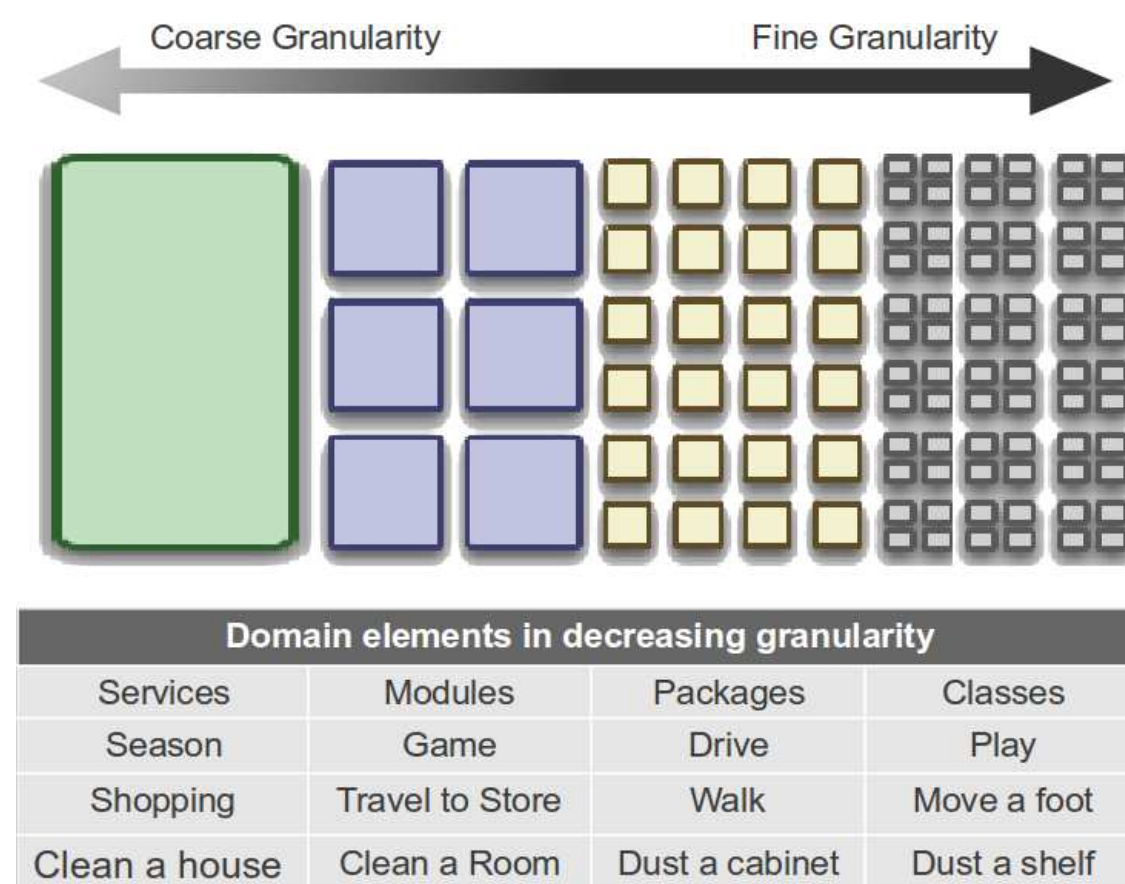 Coarse Granularity Fine Granularity
Domain elements in decreasing granularity
Services Modules Packages Classes
Season Game Drive Play
Shopping Travel to Store Walk Move a foot
Clean a house Clean a Room Dust a cabinet Dust a shelf